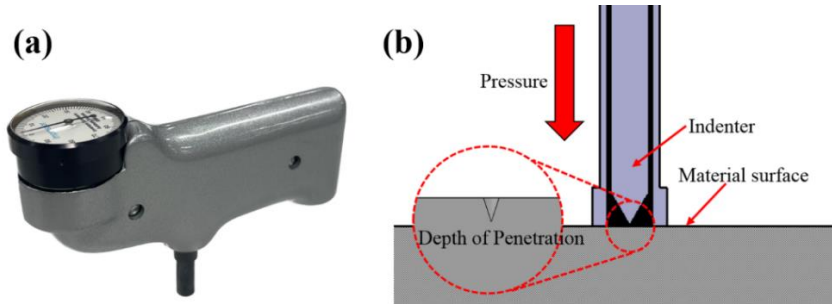 (a)
(b)
Pressure
Indenter
Material surface
Depth of Penetration